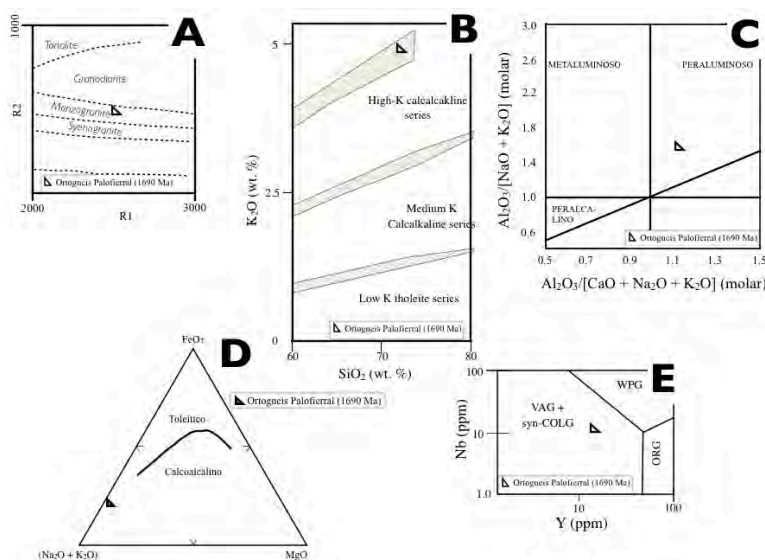 A
1000
R2
Tonalite
Granodiorite
Monzogranite
Syenogranite
Ortogneis Palofierral (1690 Ma)
2000
3000
R1
B
5
2.5
0
K₂O (wt. %)
High-K calcalkline
series
Medium K
Calcalkaline series
Low K tholeite series
Ortogneis Palofierral (1690 Ma)
60
70
80
SiO₂ (wt. %)
C
3.0
2.6
2.2
1.8
1.4
1.0
0.6
Al₂O₃/[NaO + K₂O] (molar)
METALUMINOSO
PERALUMINOSO
PERALCA-
LINO
Ortogneis Palofierral (1690 Ma)
0.5
0.7
0.9
1.1
1.3
1.5
Al₂O₃/[CaO + Na₂O + K₂O] (molar)
D
FeOT
Ortogneis Palofierral (1690 Ma)
Toleítico
Calcoalcalino
(Na₂O + K₂O)
MgO
E
100
10
1.0
Nb (ppm)
WPG
VAG +
syn-COLG
ORG
Ortogneis Palofierral (1690 Ma)
10
100
Y (ppm)